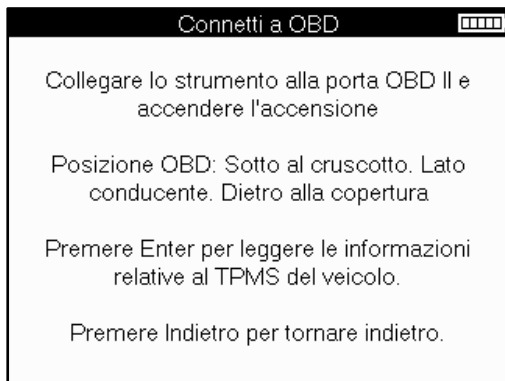 Connetti a OBD
Collegare lo strumento alla porta OBD II e
accendere l'accensione
Posizione OBD: Sotto al cruscotto. Lato
conducente. Dietro alla copertura
Premere Enter per leggere le informazioni
relative al TPMS del veicolo.
Premere Indietro per tornare indietro.